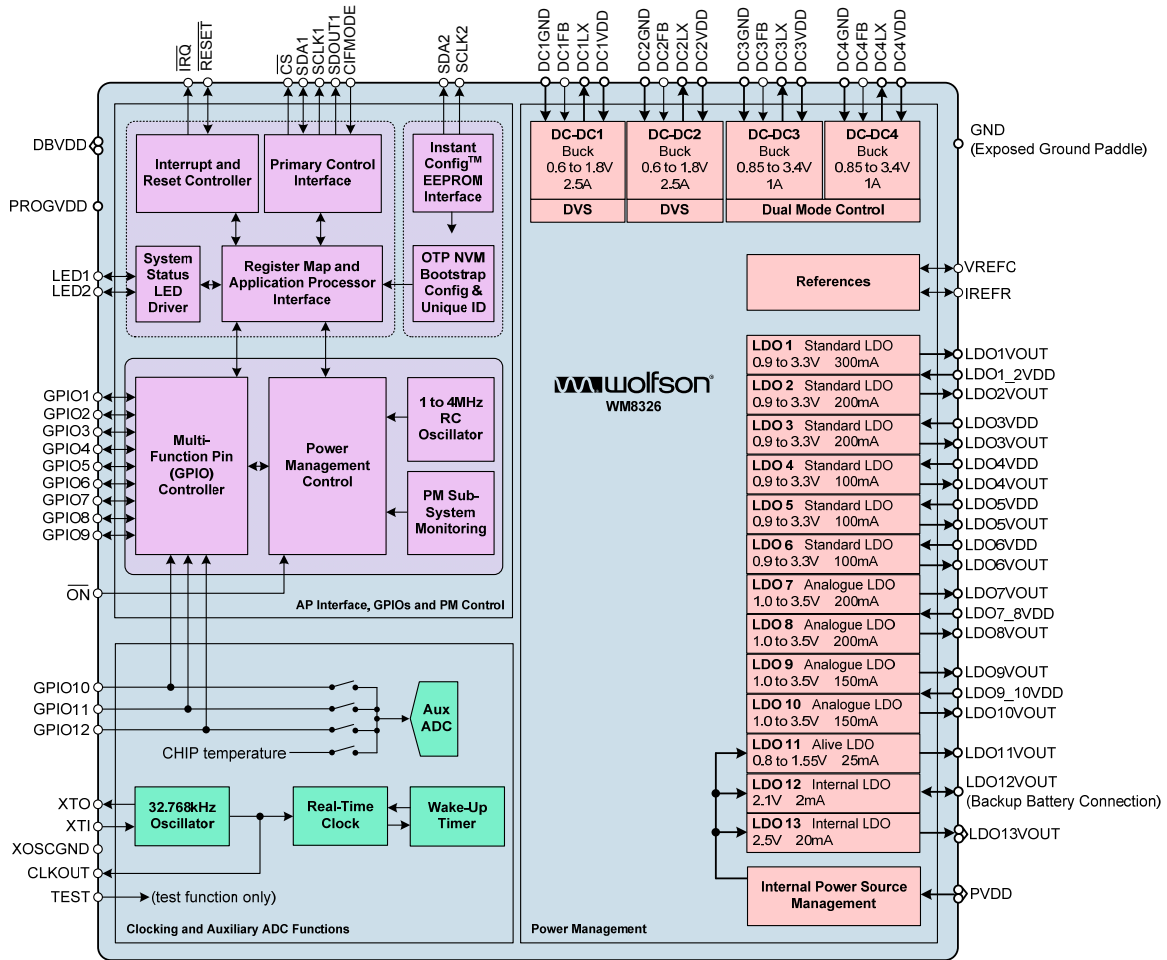 IRQ
RESET
CS
SDA1
SCLK1
SDOUT1
CIFMODE
SDA2
SCLK2
DC1GND
DC1FB
DC1LX
DC1VDD
DC2GND
DC2FB
DC2LX
DC2VDD
DC3GND
DC3FB
DC3LX
DC3VDD
DC4GND
DC4FB
DC4LX
DC4VDD
DBVDD
PROGVDD
LED1
LED2
GPIO1
GPIO2
GPIO3
GPIO4
GPIO5
GPIO6
GPIO7
GPIO8
GPIO9
ON
GPIO10
GPIO11
GPIO12
XTO
XTI
XOSCGND
CLKOUT
TEST
Interrupt and
Reset Controller
Primary Control
Interface
Instant
Config™
EEPROM
Interface
System
Status
LED
Driver
Register Map and
Application Processor
Interface
OTP NVM
Bootstrap
Config &
Unique ID
Multi-
Function Pin
(GPIO)
Controller
Power
Management
Control
1 to 4MHz
RC
Oscillator
PM Sub-
System
Monitoring
AP Interface, GPIOs and PM Control
CHIP temperature
Aux
ADC
32.768kHz
Oscillator
Real-Time
Clock
Wake-Up
Timer
(test function only)
Clocking and Auxiliary ADC Functions
DC-DC1
Buck
0.6 to 1.8V
2.5A
DVS
DC-DC2
Buck
0.6 to 1.8V
2.5A
DVS
DC-DC3
Buck
0.85 to 3.4V
1A
DC-DC4
Buck
0.85 to 3.4V
1A
Dual Mode Control
References
wolfson®
WM8326
LDO 1 Standard LDO
0.9 to 3.3V 300mA
LDO 2 Standard LDO
0.9 to 3.3V 200mA
LDO 3 Standard LDO
0.9 to 3.3V 200mA
LDO 4 Standard LDO
0.9 to 3.3V 100mA
LDO 5 Standard LDO
0.9 to 3.3V 100mA
LDO 6 Standard LDO
0.9 to 3.3V 100mA
LDO 7 Analogue LDO
1.0 to 3.5V 200mA
LDO 8 Analogue LDO
1.0 to 3.5V 200mA
LDO 9 Analogue LDO
1.0 to 3.5V 150mA
LDO 10 Analogue LDO
1.0 to 3.5V 150mA
LDO 11 Alive LDO
0.8 to 1.55V 25mA
LDO 12 Internal LDO
2.1V 2mA
LDO 13 Internal LDO
2.5V 20mA
Internal Power Source
Management
Power Management
GND
(Exposed Ground Paddle)
VREFC
IREFR
LDO1VOUT
LDO1_2VDD
LDO2VOUT
LDO3VDD
LDO3VOUT
LDO4VDD
LDO4VOUT
LDO5VDD
LDO5VOUT
LDO6VDD
LDO6VOUT
LDO7VOUT
LDO7_8VDD
LDO8VOUT
LDO9VOUT
LDO9_10VDD
LDO10VOUT
LDO11VOUT
LDO12VOUT
(Backup Battery Connection)
LDO13VOUT
PVDD